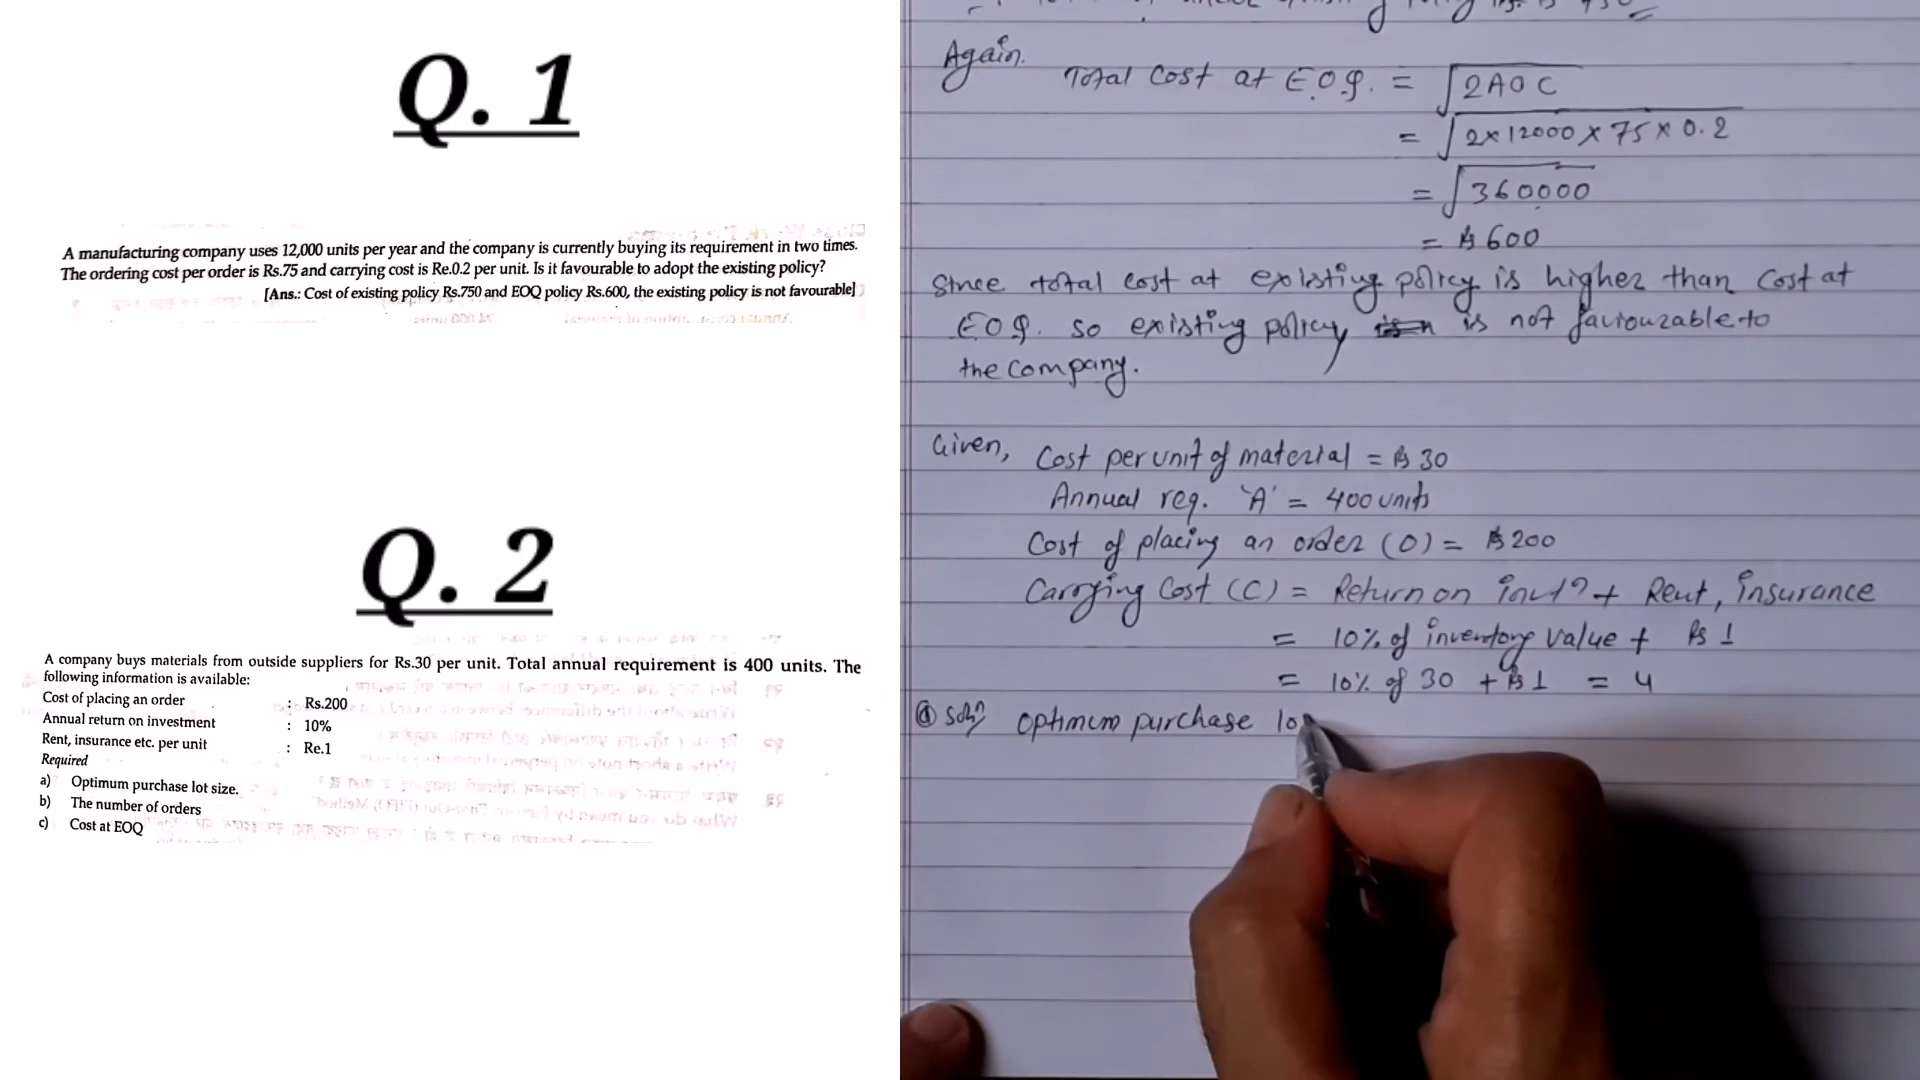 Q. 1
A manufacturing company uses 12,000 units per year and the company is currently buying its requirement in two times.
The ordering cost per order is Rs.75 and carrying cost is Re.0.2 per unit. Is it favourable to adopt the existing policy?
[Ans.: Cost of existing policy Rs.750 and EOQ policy Rs.600, the existing policy is not favourable]
Q. 2
A company buys materials from outside suppliers for Rs.30 per unit. Total annual requirement is 400 units. The
following information is available:
Cost of placing an order : Rs.200
Annual return on investment : 10%
Rent, insurance etc. per unit : Re.1
Required
a) Optimum purchase lot size.
b) The number of orders
c) Cost at EOQ
Again.
Total Cost at E.O.Q. = √2AOC
= √2×12000×75×0.2
= √360000
= Rs 600
Since total cost at existing policy is higher than cost at
E.O.Q. so existing policy is not faviourable to
the company.
Given, Cost per unit of material = Rs 30
Annual req. 'A' = 400 units
Cost of placing an order (O) = Rs 200
Carrying Cost (C) = Return on invtⁿ + Rent, insurance
= 10% of inventory value + Rs 1
= 10% of 30 + Rs 1 = 4
ⓐ Solⁿ Optimum purchase lo